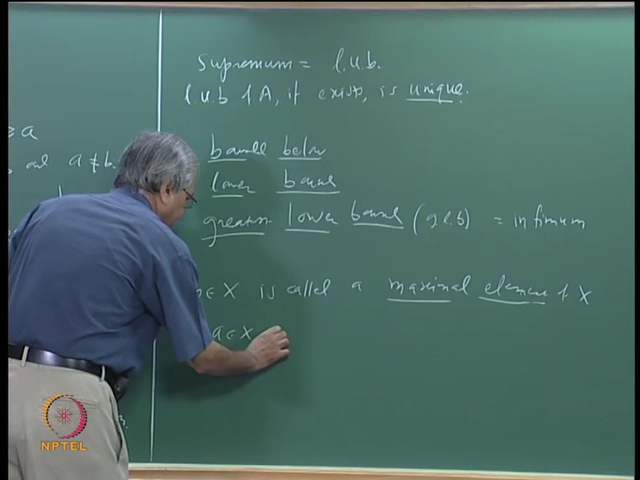 Supremum = l.u.b.
l.u.b of A, if exists, is unique.
≥ a
and a ≠ b.
bounded below
lower bound
greatest lower bound (g.l.b) = infimum
∈ X is called a maximal element of X
a ∈ X
NPTEL